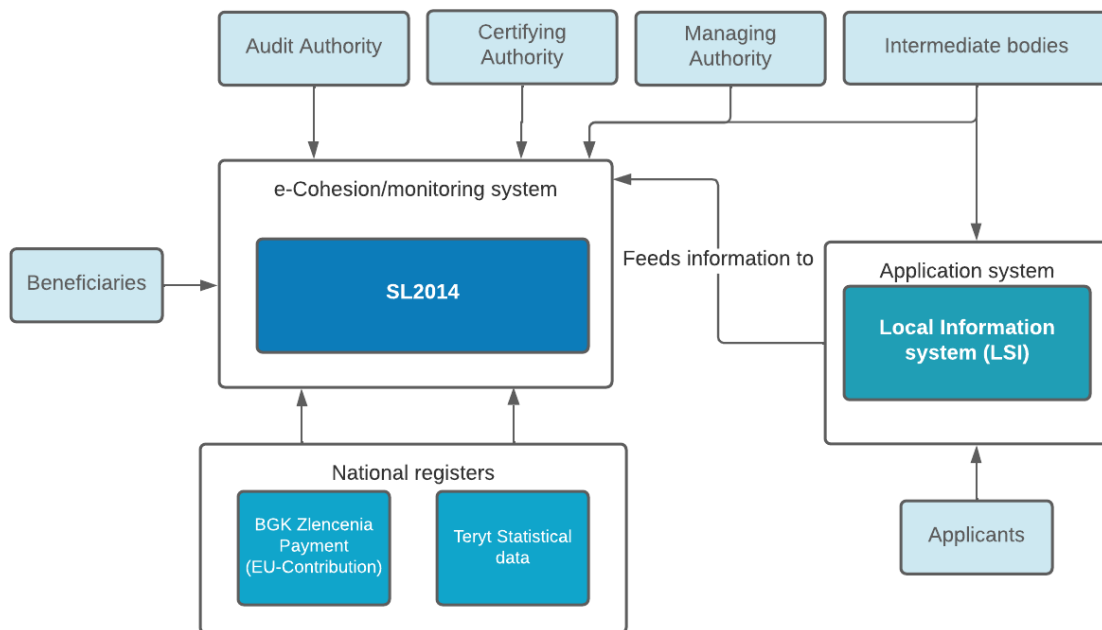 Audit Authority
Certifying
Authority
Managing
Authority
Intermediate bodies
e-Cohesion/monitoring system
SL2014
Beneficiaries
Feeds information to
Application system
Local Information
system (LSI)
National registers
BGK Zlencenia
Payment
(EU-Contribution)
Teryt Statistical
data
Applicants